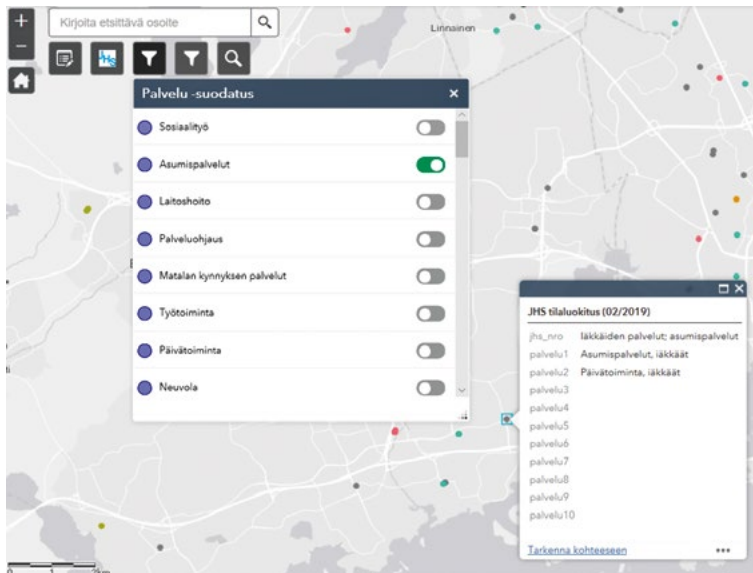 +
Kirjoita etsittävä osoite
Linnainen
−
JHS
Palvelu -suodatus
×
Sosiaalityö
Asumispalvelut
Laitoshoito
Palveluohjaus
Matalan kynnyksen palvelut
Työtoiminta
Päivätoiminta
Neuvola
JHS tilaluokitus (02/2019)
jhs_nro Iäkkäiden palvelut; asumispalvelut
palvelu1 Asumispalvelut, iäkkäät
palvelu2 Päivätoiminta, iäkkäät
palvelu3
palvelu4
palvelu5
palvelu6
palvelu7
palvelu8
palvelu9
palvelu10
Tarkenna kohteeseen •••